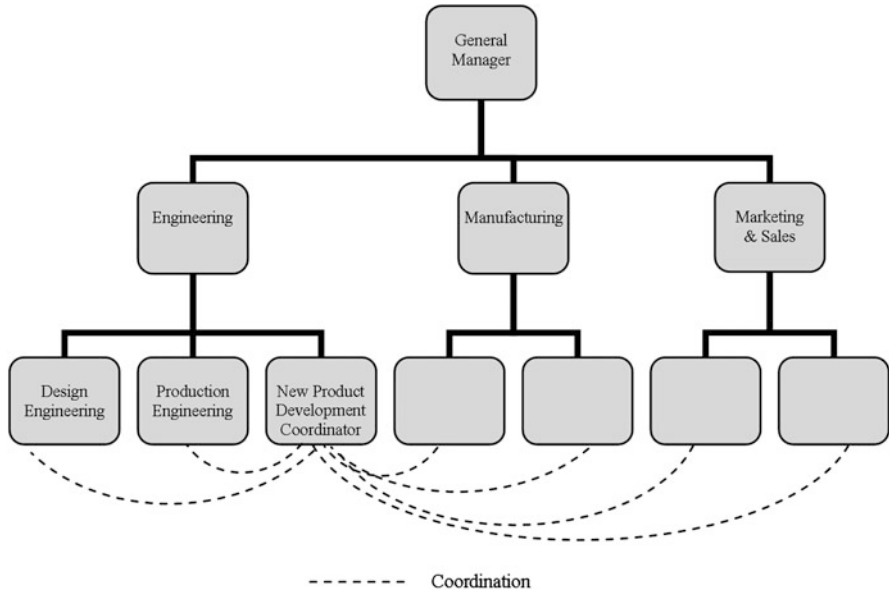 General
Manager
Engineering
Manufacturing
Marketing
& Sales
Design
Engineering
Production
Engineering
New Product
Development
Coordinator
Coordination